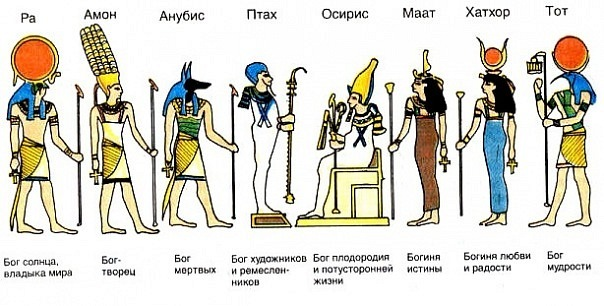 Ра
Амон
Анубис
Птах
Осирис
Маат
Хатхор
Тот
Бог солнца,
владыка мира
Бог-
творец
Бог
мертвых
Бог художников
и ремеслен-
ников
Бог плодородия
и потусторонней
жизни
Богиня
истины
Богиня любви
и радости
Бог
мудрости